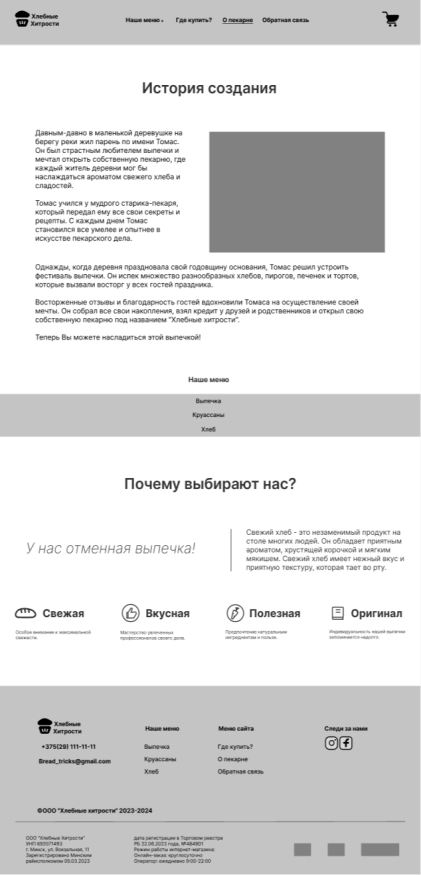 Хлебные
Хитрости
Наше меню
Где купить?
О пекарне
Обратная связь
История создания
Давным-давно в маленькой деревушке на
берегу реки жил парень по имени Томас.
Он был страстным любителем выпечки и
мечтал открыть собственную пекарню, где
каждый житель деревни мог бы
наслаждаться ароматом свежего хлеба и
сладостей.
Томас учился у мудрого старика-пекаря,
который передал ему все свои секреты и
рецепты. С каждым днем Томас
становился все умелее и опытнее в
искусстве пекарского дела.
Однажды, когда деревня праздновала свой годовщину основания, Томас решил устроить
фестиваль выпечки. Он испек множество разнообразных хлебов, пирогов, печенек и тортов,
которые вызвали восторг у всех гостей праздника.
Восторженные отзывы и благодарность гостей вдохновили Томаса на осуществление своей
мечты. Он собрал все свои накопления, взял кредит у друзей и родственников и открыл свою
собственную пекарню под названием "Хлебные хитрости".
Теперь Вы можете насладиться этой выпечкой!
Наше меню
Выпечка
Круассаны
Хлеб
Почему выбирают нас?
У нас отменная выпечка!
Свежий хлеб - это незаменимый продукт на
столе многих людей. Он обладает приятным
ароматом, хрустящей корочкой и мягким
мякишем. Свежий хлеб имеет нежный вкус и
приятную текстуру, которая тает во рту.
Свежая
Вкусная
Полезная
Оригинал
Особое внимание к максимальной
свежести.
Мастерство увлеченных
профессионалов своего дела.
Предпочтение натуральным
ингредиентам и пользе.
Индивидуальность нашей выпечки
запоминается надолго.
Хлебные
Хитрости
+375(29) 111-11-11
Bread_tricks@gmail.com
Наше меню
Выпечка
Круассаны
Хлеб
Меню сайта
Где купить?
О пекарне
Обратная связь
Следи за нами
©ООО "Хлебные хитрости" 2023-2024
ООО "Хлебные Хитрости"
УНП 693071493
г. Минск, ул. Вокзальная, 11
Зарегистрировано Минским
райисполкомом 06.03.2023
дата регистрации в Торговом реестре
РБ 22.08.2023 года, №484901
Режим работы интернет-магазина:
Онлайн-заказ: круглосуточно
Оператор: ежедневно 9:00-22:00